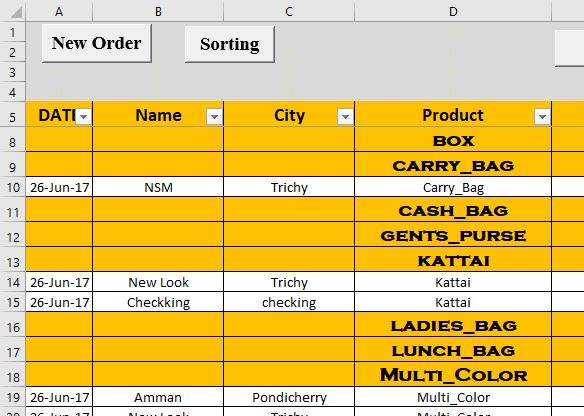 A B C D
1
New Order Sorting
2
3
4
5 DATE Name City Product
8 BOX
9 CARRY_BAG
10 26-Jun-17 NSM Trichy Carry_Bag
11 CASH_BAG
12 GENTS_PURSE
13 KATTAI
14 26-Jun-17 New Look Trichy Kattai
15 26-Jun-17 Checkking checking Kattai
16 LADIES_BAG
17 LUNCH_BAG
18 Multi_Color
19 26-Jun-17 Amman Pondicherry Multi_Color
20 26-Jun-17 New Look Trichy Multi_Color